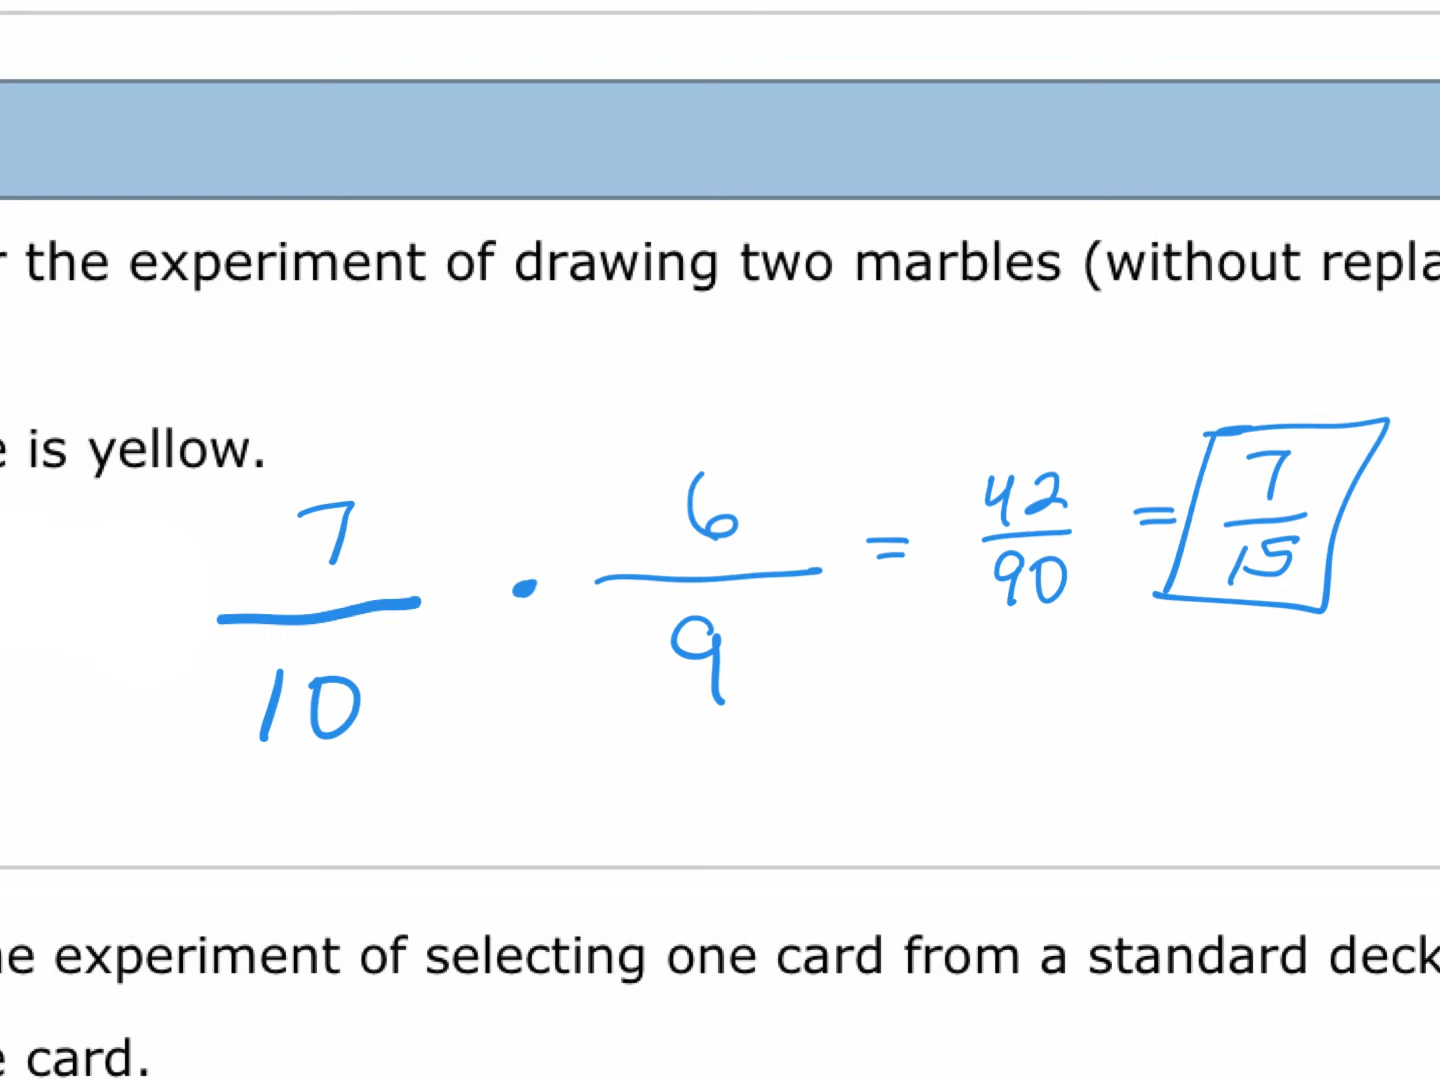 r the experiment of drawing two marbles (without repla
e is yellow.
7/10 · 6/9 = 42/90 = 7/15
e experiment of selecting one card from a standard deck
e card.